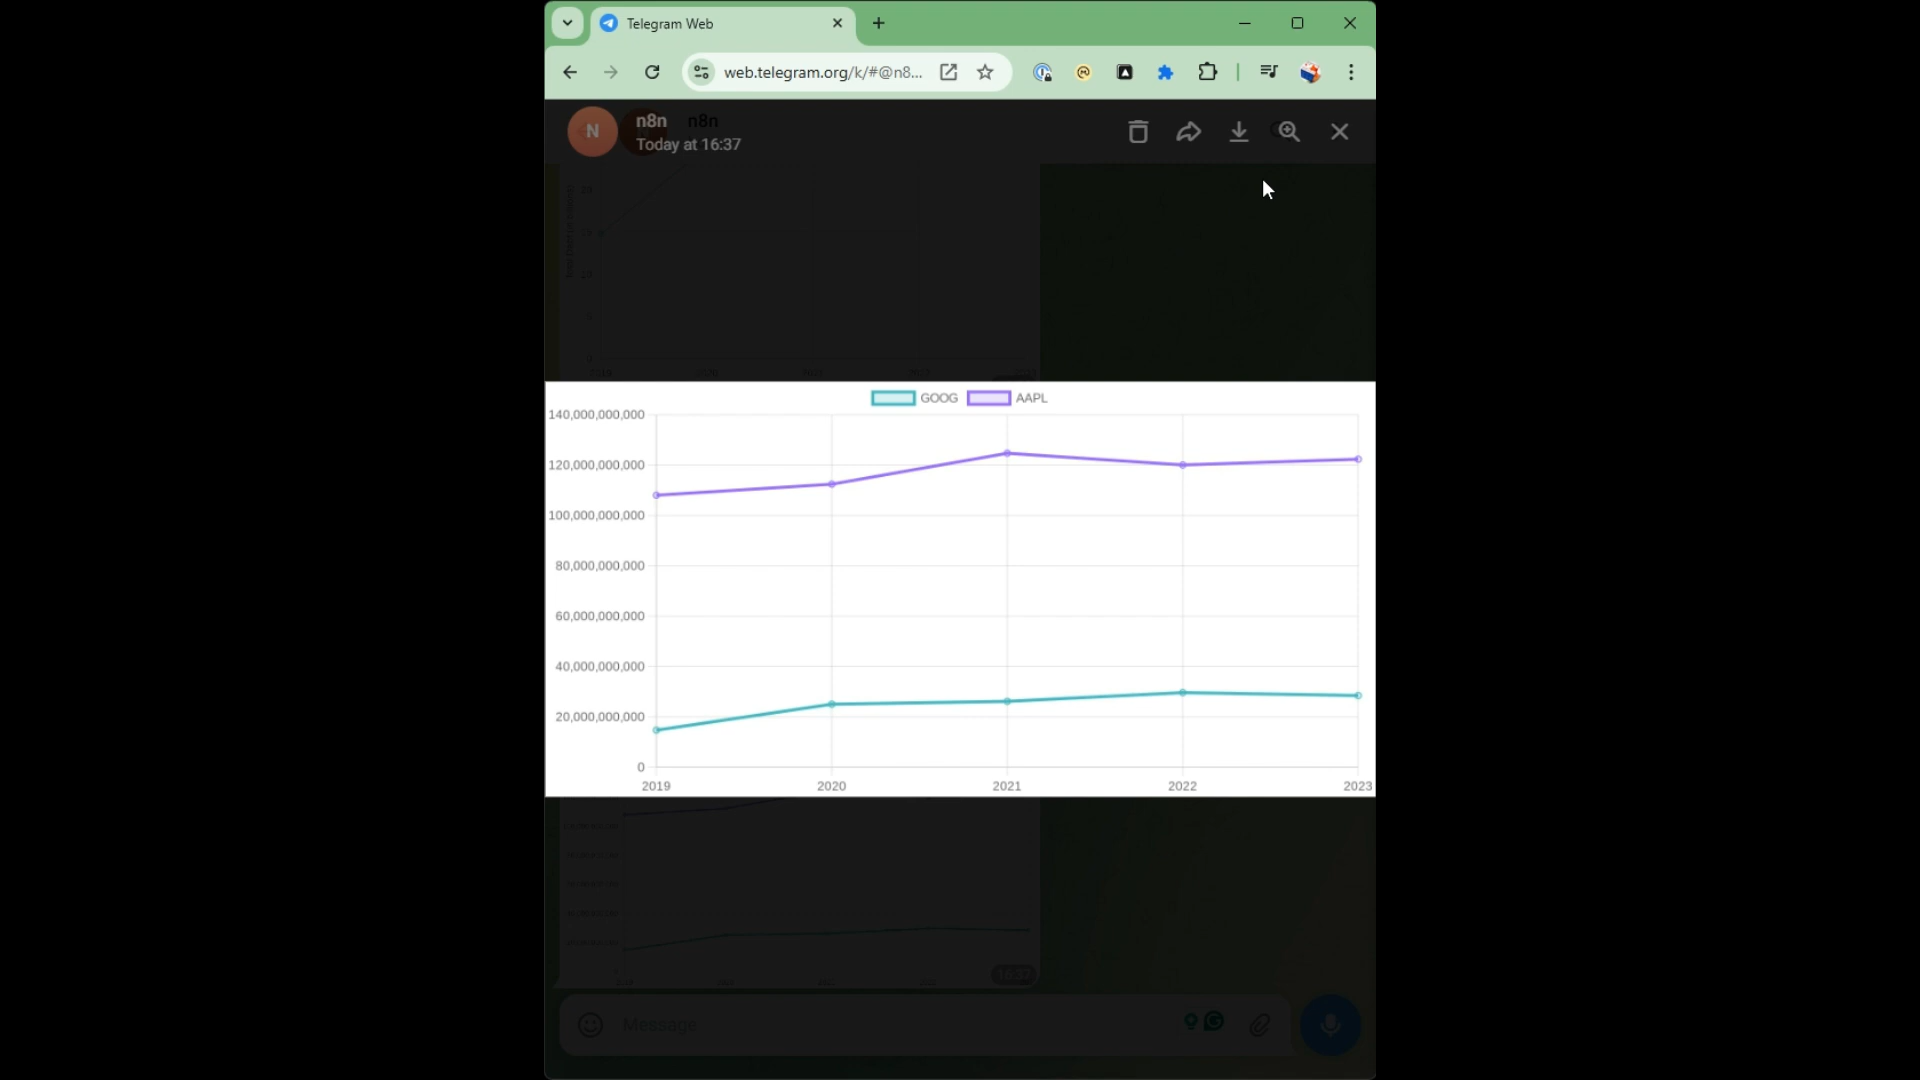 Telegram Web
web.telegram.org/k/#@n8...
N
n8n n8n
Today at 16:37
GOOG AAPL
140,000,000,000
120,000,000,000
100,000,000,000
80,000,000,000
60,000,000,000
40,000,000,000
20,000,000,000
0
2019 2020 2021 2022 2023
16:37
Message